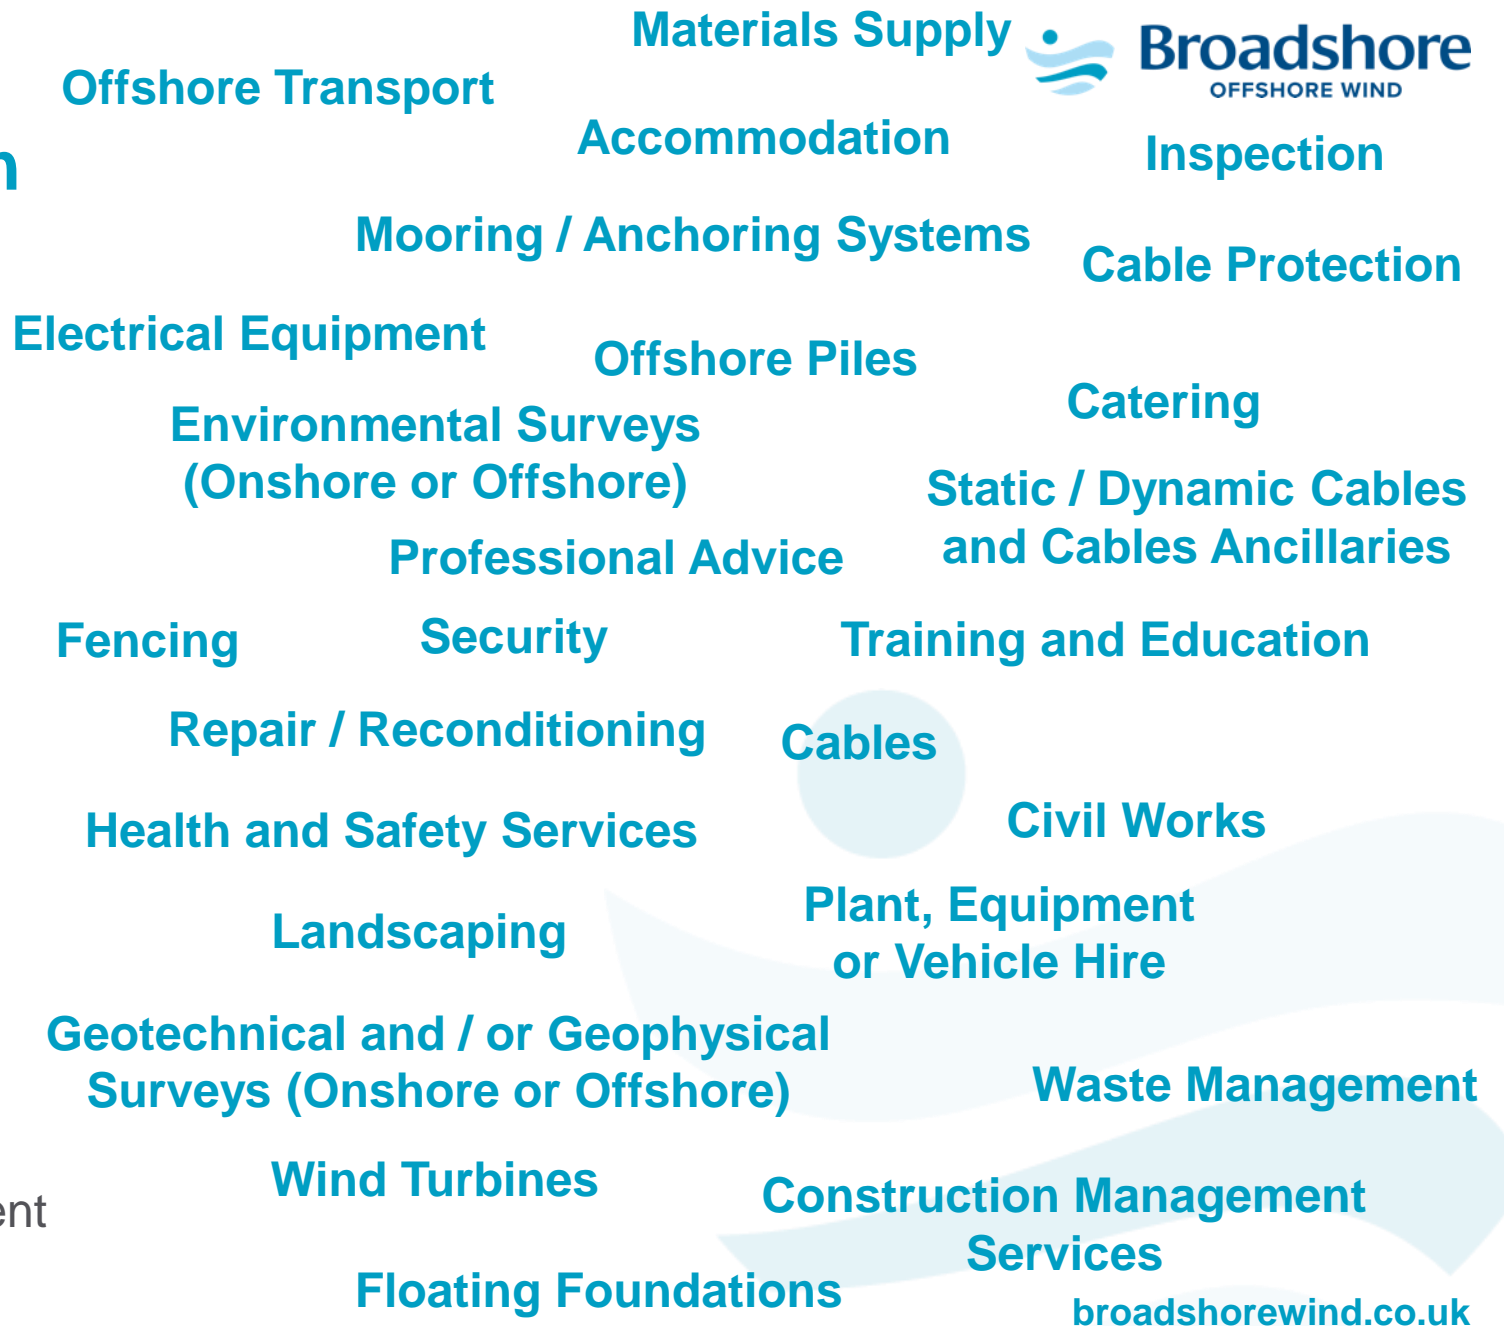 Materials Supply
Broadshore
OFFSHORE WIND
Offshore Transport
Accommodation
Inspection
Mooring / Anchoring Systems
Cable Protection
Electrical Equipment
Offshore Piles
Catering
Environmental Surveys
(Onshore or Offshore)
Static / Dynamic Cables
and Cables Ancillaries
Professional Advice
Fencing
Security
Training and Education
Repair / Reconditioning
Cables
Health and Safety Services
Civil Works
Plant, Equipment
or Vehicle Hire
Landscaping
Geotechnical and / or Geophysical
Surveys (Onshore or Offshore)
Waste Management
Wind Turbines
Construction Management
Services
Floating Foundations
broadshorewind.co.uk